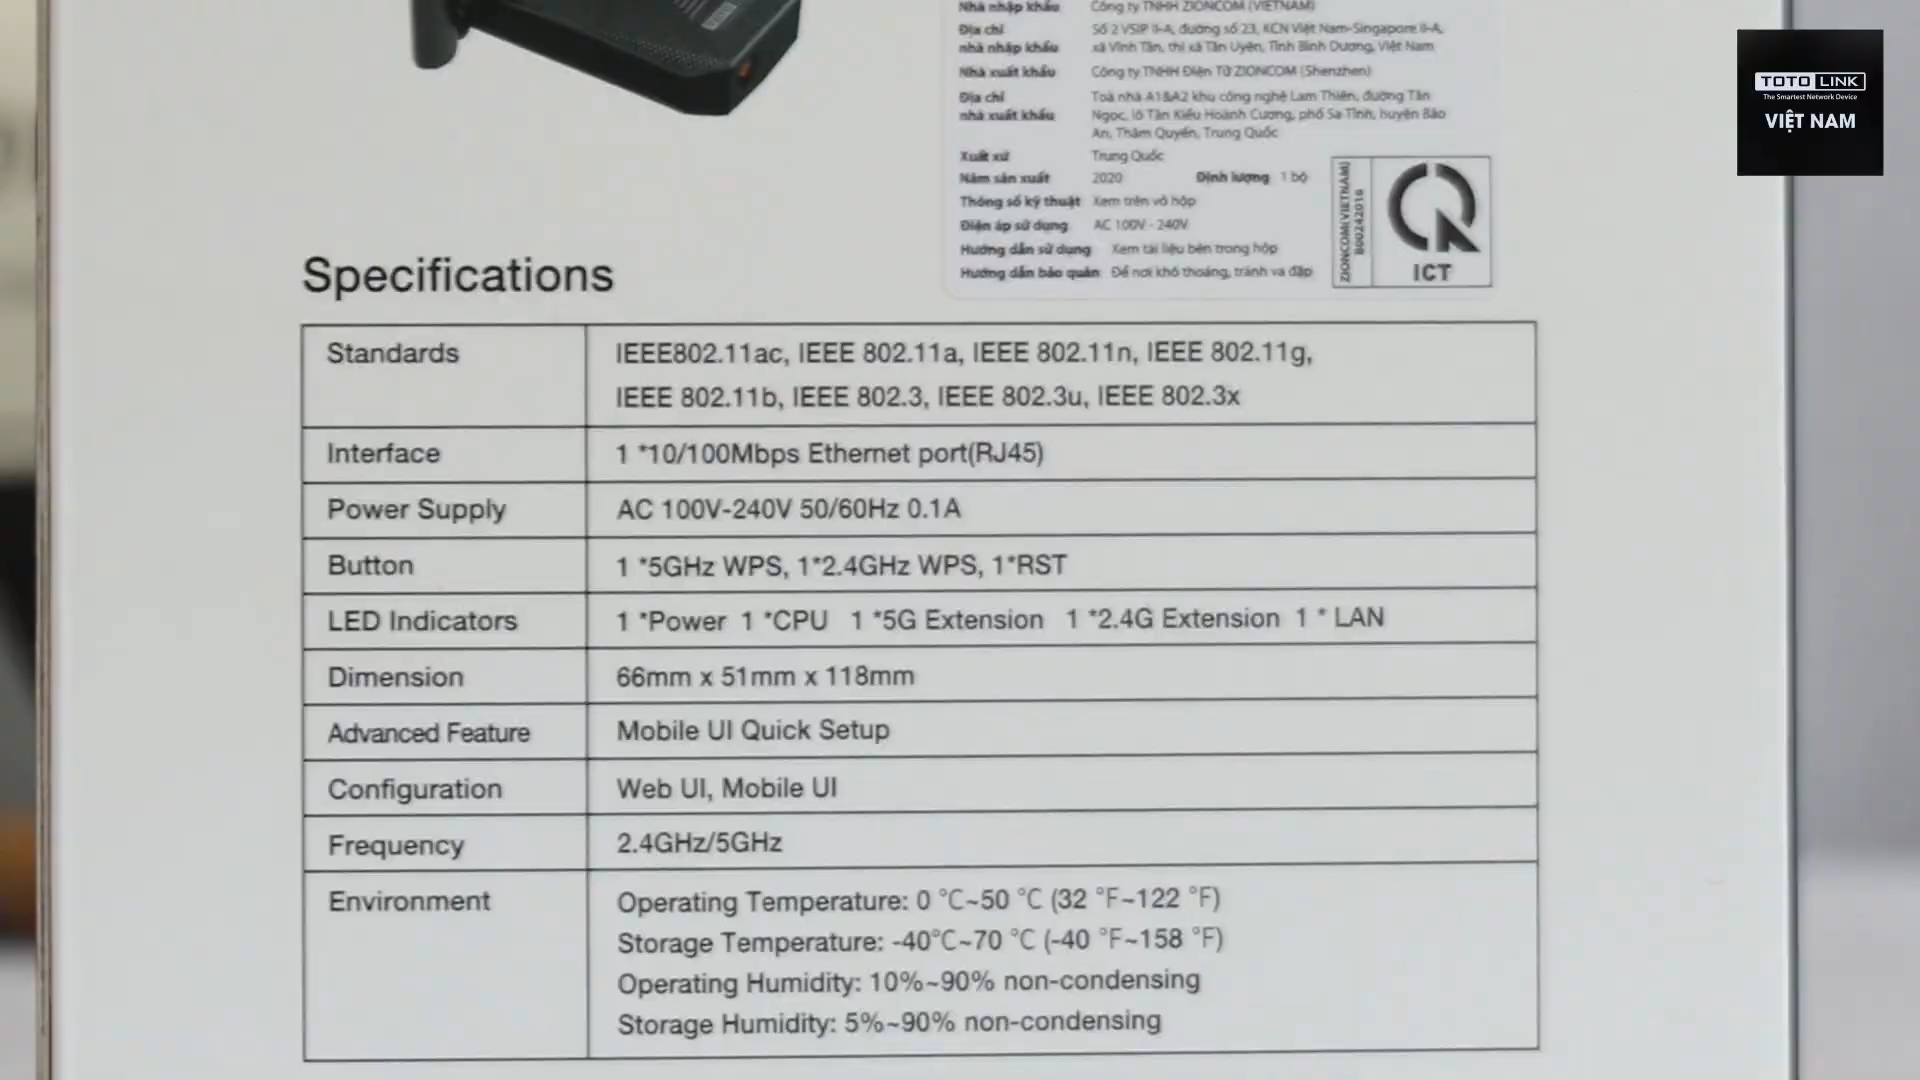 Nhà nhập khẩu Công ty TNHH ZIONCOM (VIETNAM)
Địa chỉ Số 2 VSIP II-A, đường số 23, KCN Việt Nam-Singapore II-A,
nhà nhập khẩu xã Vĩnh Tân, thị xã Tân Uyên, Tỉnh Bình Dương, Việt Nam
Nhà xuất khẩu Công ty TNHH Điện Tử ZIONCOM (Shenzhen)
Địa chỉ Toà nhà A1&A2 khu công nghệ Lam Thiên, đường Tân
nhà xuất khẩu Ngọc, lô Tân Kiều Hoành Cương, phố Sa Tỉnh, huyện Bảo
An, Thâm Quyến, Trung Quốc
Xuất xứ Trung Quốc
Năm sản xuất 2020 Định lượng 1 bộ
Thông số kỹ thuật Xem trên vỏ hộp
Điện áp sử dụng AC 100V - 240V
Hướng dẫn sử dụng Xem tài liệu bên trong hộp
Hướng dẫn bảo quản Để nơi khô thoáng, tránh va đập
ZIONCOM(VIETNAM)
B00242016
ICT
TOTO LINK
The Smartest Network Device
VIỆT NAM
Specifications
Standards IEEE802.11ac, IEEE 802.11a, IEEE 802.11n, IEEE 802.11g,
IEEE 802.11b, IEEE 802.3, IEEE 802.3u, IEEE 802.3x
Interface 1 *10/100Mbps Ethernet port(RJ45)
Power Supply AC 100V-240V 50/60Hz 0.1A
Button 1 *5GHz WPS, 1*2.4GHz WPS, 1*RST
LED Indicators 1 *Power 1 *CPU 1 *5G Extension 1 *2.4G Extension 1 * LAN
Dimension 66mm x 51mm x 118mm
Advanced Feature Mobile UI Quick Setup
Configuration Web UI, Mobile UI
Frequency 2.4GHz/5GHz
Environment Operating Temperature: 0 °C~50 °C (32 °F~122 °F)
Storage Temperature: -40°C~70 °C (-40 °F~158 °F)
Operating Humidity: 10%~90% non-condensing
Storage Humidity: 5%~90% non-condensing